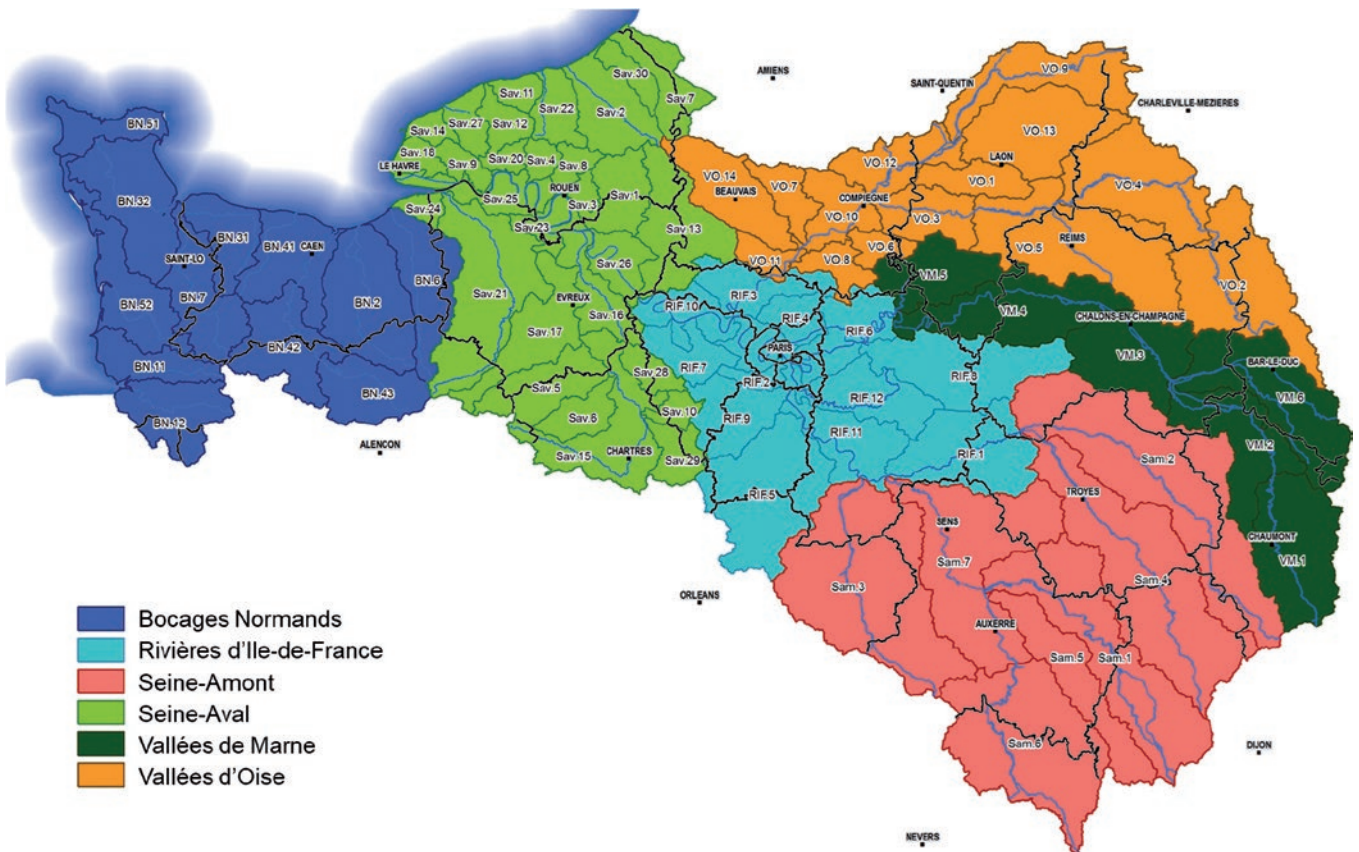 AMIENS
SAINT-QUENTIN
CHARLEVILLE-MEZIERES
VO.9
Sav.30
Sav.7
Sav.11
Sav.22
Sav.2
Sav.27
Sav.12
Sav.14
BN.51
VO.13
LAON
VO.12
Sav.18
LE HAVRE
Sav.9
Sav.20
Sav.4
Sav.8
VO.14
BEAUVAIS
VO.7
VO.1
VO.4
ROUEN
Sav.25
Sav.1
Sav.3
BN.32
Sav.24
COMPIEGNE
VO.10
VO.3
Sav.23
Sav.13
BN.31
BN.41
CAEN
SAINT-LO
VO.6
VO.5
REIMS
VO.11
VO.8
Sav.26
BN.6
VM.5
VO.2
BN.52
BN.7
BN.2
Sav.21
EVREUX
Sav.16
RIF.3
RIF.10
RIF.4
RIF.6
VM.4
CHALONS-EN-CHAMPAGNE
Sav.17
BN.42
PARIS
VM.3
BAR-LE-DUC
BN.11
Sav.28
RIF.7
RIF.2
RIF.8
Sav.5
BN.43
RIF.12
VM.6
BN.12
Sav.6
Sav.10
RIF.9
RIF.11
VM.2
ALENCON
Sav.15
CHARTRES
Sav.29
RIF.1
Sam.2
RIF.5
TROYES
SENS
CHAUMONT
VM.1
Sam.7
Sam.3
Sam.4
ORLEANS
AUXERRE
Sam.5
Sam.1
Sam.6
DIJON
NEVERS
Bocages Normands
Rivières d'Ile-de-France
Seine-Amont
Seine-Aval
Vallées de Marne
Vallées d'Oise